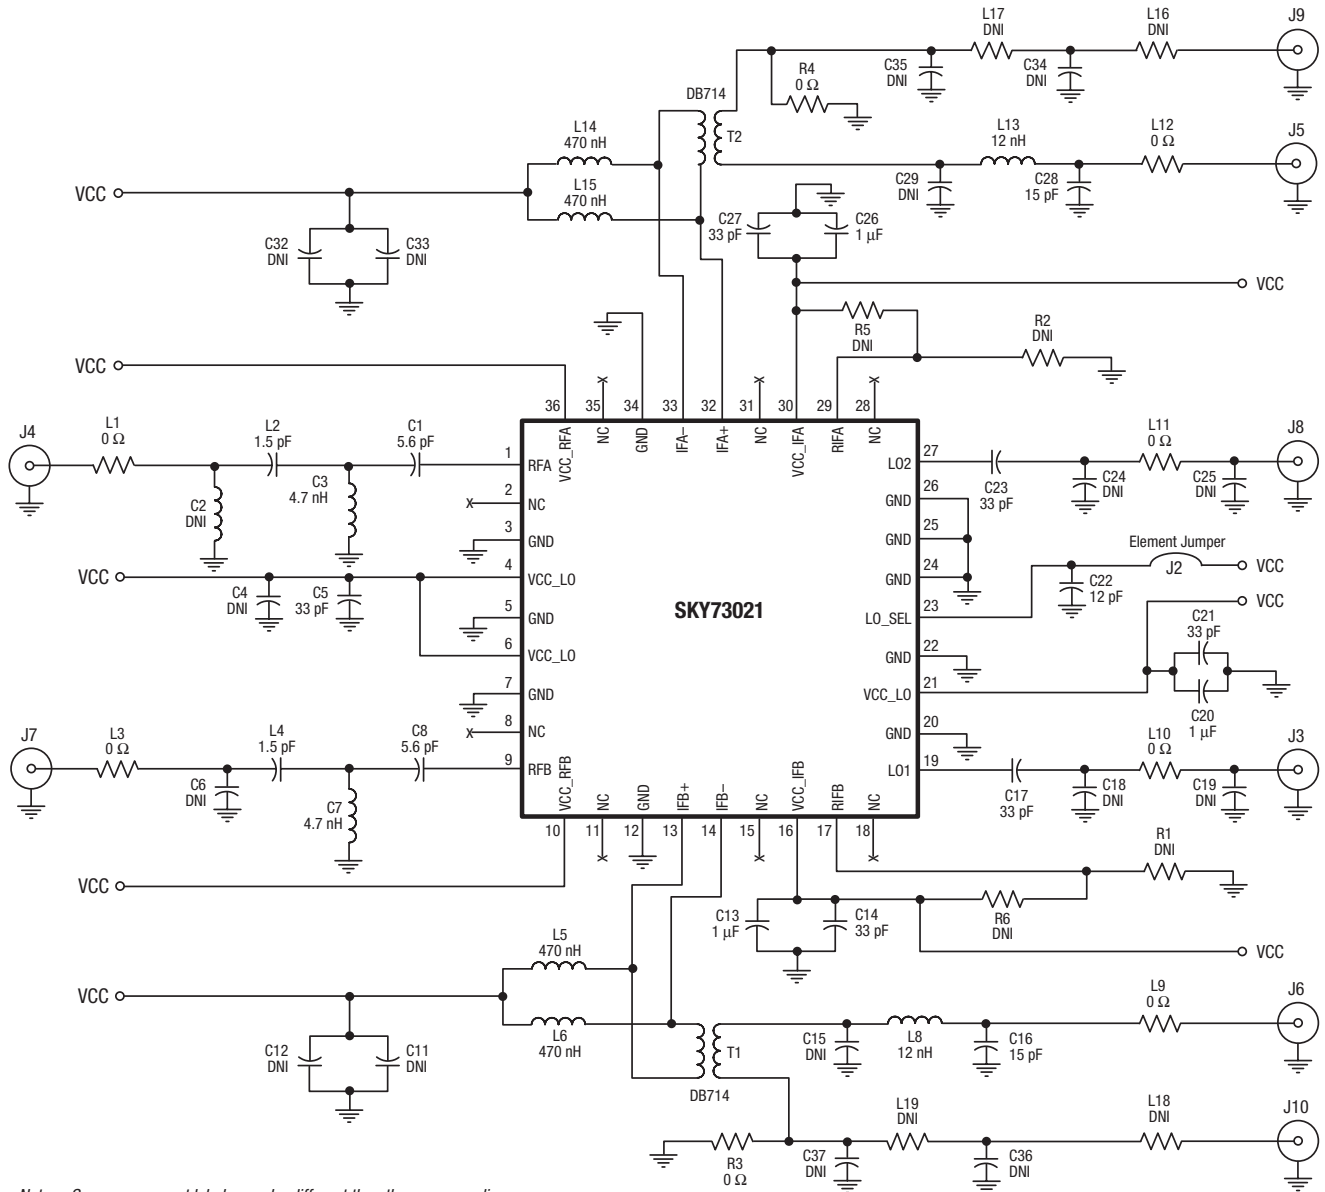 L17
DNI
L16
DNI
J9
C35
DNI
C34
DNI
R4
0 Ω
DB714
T2
L14
470 nH
L15
470 nH
L13
12 nH
L12
0 Ω
J5
C29
DNI
C28
15 pF
VCC
C32
DNI
C33
DNI
C27
33 pF
C26
1 μF
VCC
R5
DNI
R2
DNI
VCC
36
35
34
33
32
31
30
29
28
VCC_RFA
NC
GND
IFA–
IFA+
NC
VCC_IFA
RIFA
NC
J4
L1
0 Ω
L2
1.5 pF
C1
5.6 pF
C2
DNI
C3
4.7 nH
1
RFA
2
NC
3
GND
VCC
C4
DNI
C5
33 pF
4
VCC_LO
5
GND
6
VCC_LO
7
GND
8
NC
9
RFB
SKY73021
27
LO2
26
GND
25
GND
24
GND
23
LO_SEL
22
GND
21
VCC_LO
20
GND
19
LO1
C23
33 pF
C24
DNI
L11
0 Ω
C25
DNI
J8
Element Jumper
J2
VCC
C22
12 pF
VCC
C21
33 pF
C20
1 μF
J7
L3
0 Ω
L4
1.5 pF
C8
5.6 pF
C6
DNI
C7
4.7 nH
C17
33 pF
C18
DNI
L10
0 Ω
C19
DNI
J3
VCC_RFB
NC
GND
IFB+
IFB–
NC
VCC_IFB
RIFB
NC
10
11
12
13
14
15
16
17
18
VCC
R1
DNI
C13
1 μF
C14
33 pF
R6
DNI
VCC
L5
470 nH
L6
470 nH
VCC
C12
DNI
C11
DNI
T1
DB714
C15
DNI
L8
12 nH
C16
15 pF
L9
0 Ω
J6
R3
0 Ω
C37
DNI
L19
DNI
C36
DNI
L18
DNI
J10